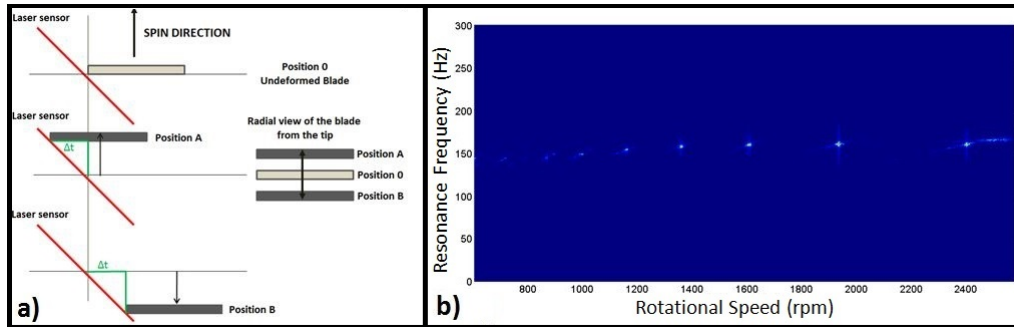 Laser sensor
SPIN DIRECTION
Position 0
Undeformed Blade
Laser sensor
Position A
Δt
Radial view of the blade
from the tip
Position A
Position 0
Position B
Laser sensor
Δt
Position B
a)
300
250
200
150
100
50
0
Resonance Frequency (Hz)
800 1000 1200 1400 1600 1800 2000 2200 2400
Rotational Speed (rpm)
b)